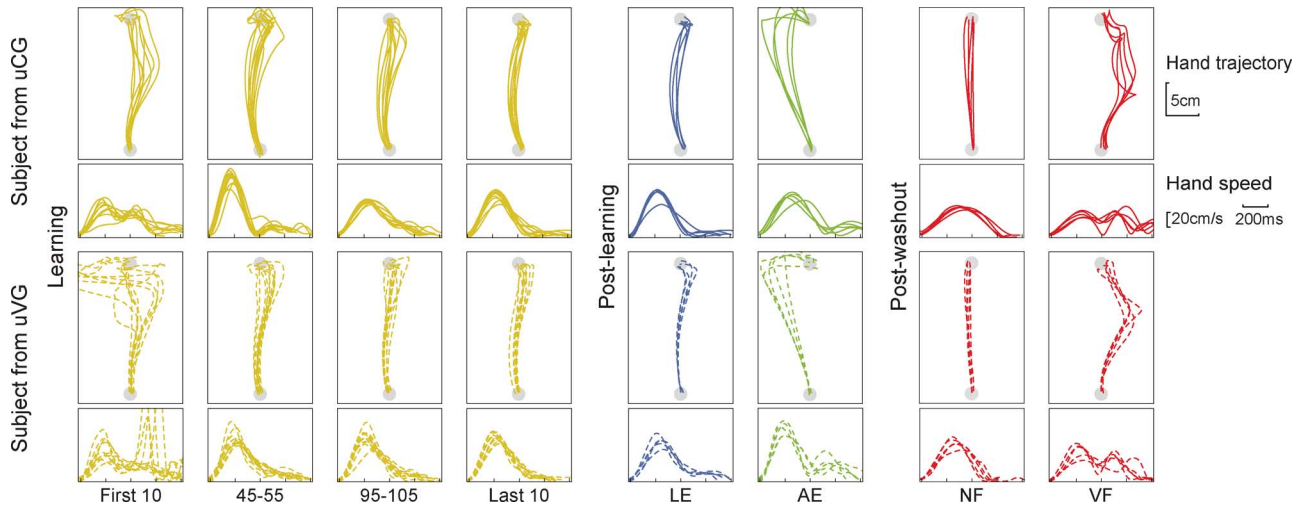 Subject from uCG
Subject from uVG
Learning
Post-learning
Post-washout
Hand trajectory
5cm
Hand speed
20cm/s 200ms
First 10 45-55 95-105 Last 10 LE AE NF VF